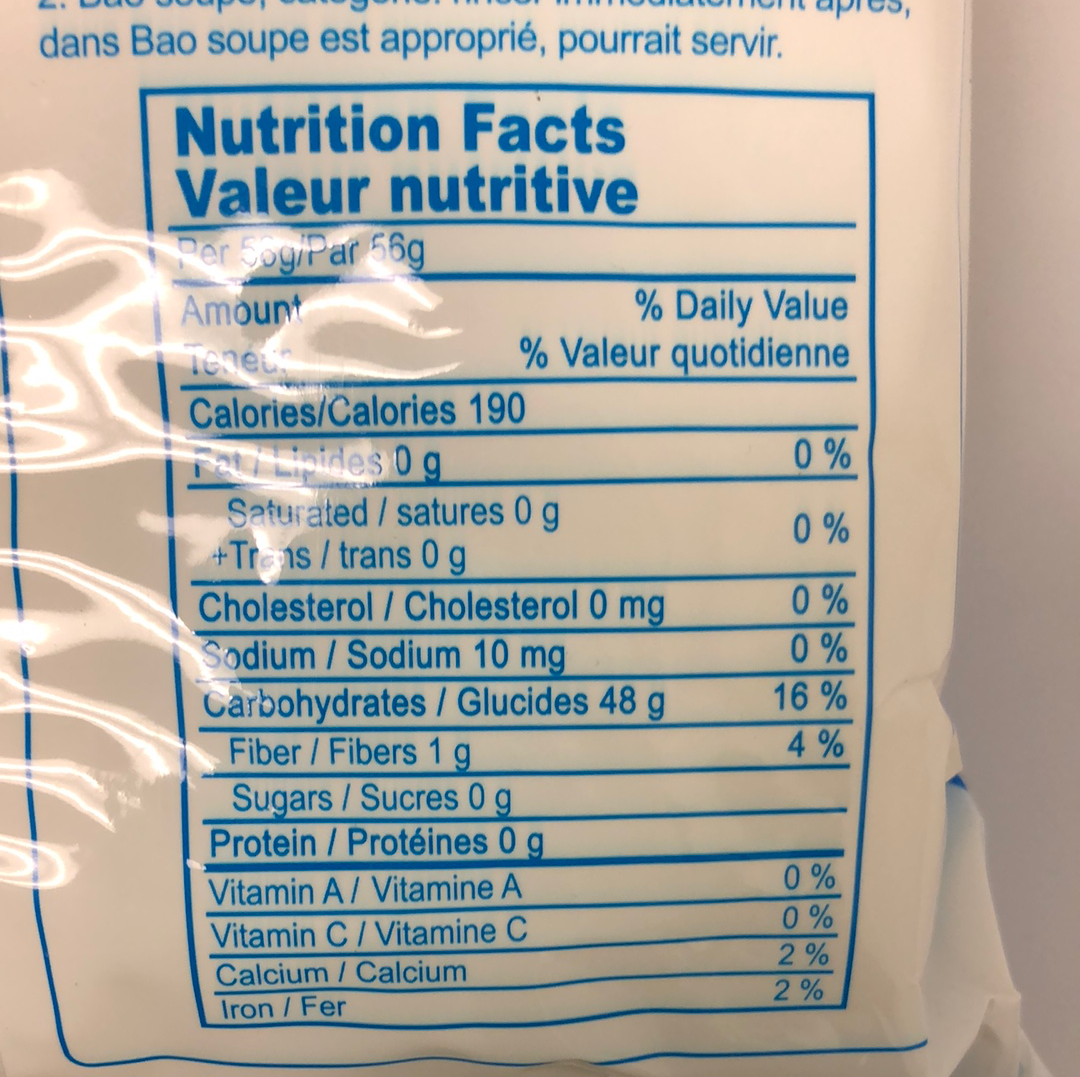 dans Bao soupe est approprié, pourrait servir.
Nutrition Facts
Valeur nutritive
Per 56g/Par 56g
Amount % Daily Value
Teneur % Valeur quotidienne
Calories/Calories 190
Fat / Lipides 0 g 0 %
Saturated / satures 0 g
+Trans / trans 0 g 0 %
Cholesterol / Cholesterol 0 mg 0 %
Sodium / Sodium 10 mg 0 %
Carbohydrates / Glucides 48 g 16 %
Fiber / Fibers 1 g 4 %
Sugars / Sucres 0 g
Protein / Protéines 0 g
Vitamin A / Vitamine A 0 %
Vitamin C / Vitamine C 0 %
Calcium / Calcium 2 %
Iron / Fer 2 %